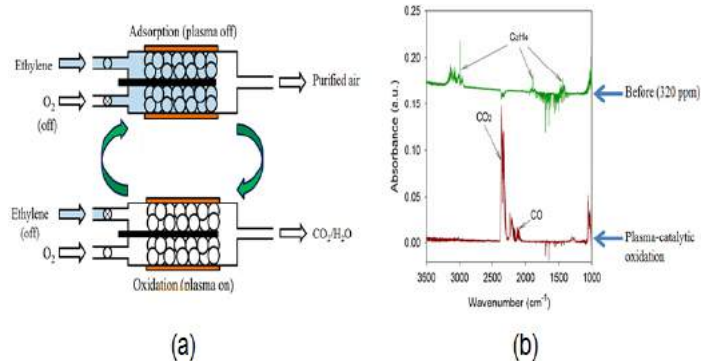 Adsorption (plasma off)
Ethylene
O₂
(off)
Purified air
Ethylene
(off)
O₂
CO₂/H₂O
Oxidation (plasma on)
(a)
(b)
Absorbance (a.u.)
0.25
0.20
0.15
0.10
0.05
0.00
C₂H₄
CO₂
CO
Before (320 ppm)
Plasma-catalytic
oxidation
3500 3000 2500 2000 1500 1000
Wavenumber (cm⁻¹)